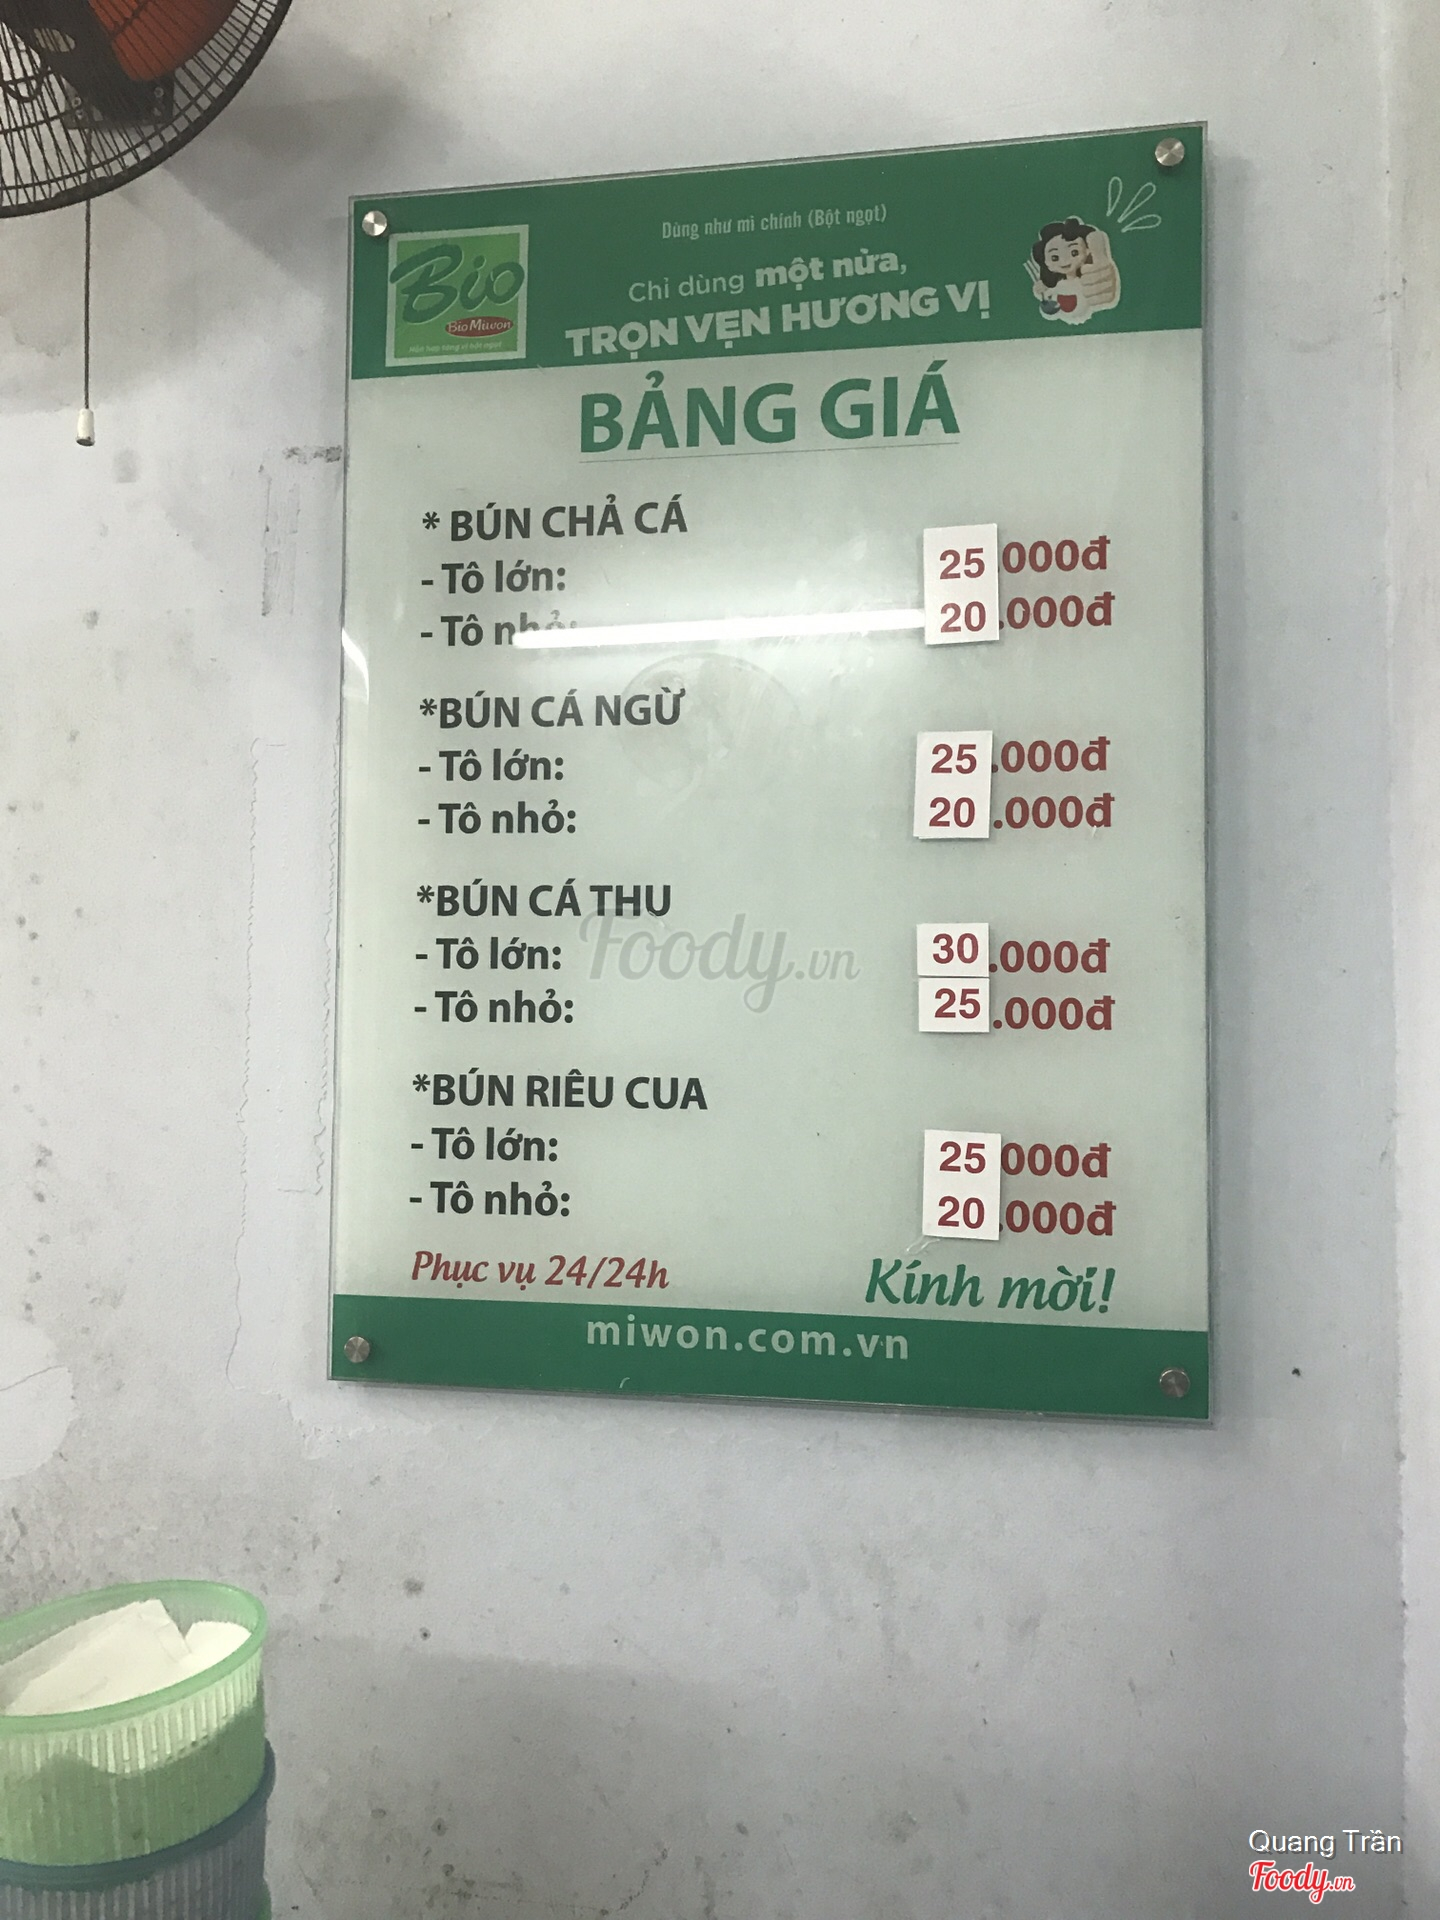 Dùng như mì chính (Bột ngọt)
Chỉ dùng một nửa,
TRỌN VẸN HƯƠNG VỊ
Bio
Bio Miwon
BẢNG GIÁ
* BÚN CHẢ CÁ
- Tô lớn: 25.000đ
- Tô nhỏ: 20.000đ
*BÚN CÁ NGỪ
- Tô lớn: 25.000đ
- Tô nhỏ: 20.000đ
*BÚN CÁ THU
- Tô lớn: 30.000đ
- Tô nhỏ: 25.000đ
Foody.vn
*BÚN RIÊU CUA
- Tô lớn: 25 000đ
- Tô nhỏ: 20.000đ
Phục vụ 24/24h Kính mời!
miwon.com.vn
Quang Trần
Foody.vn